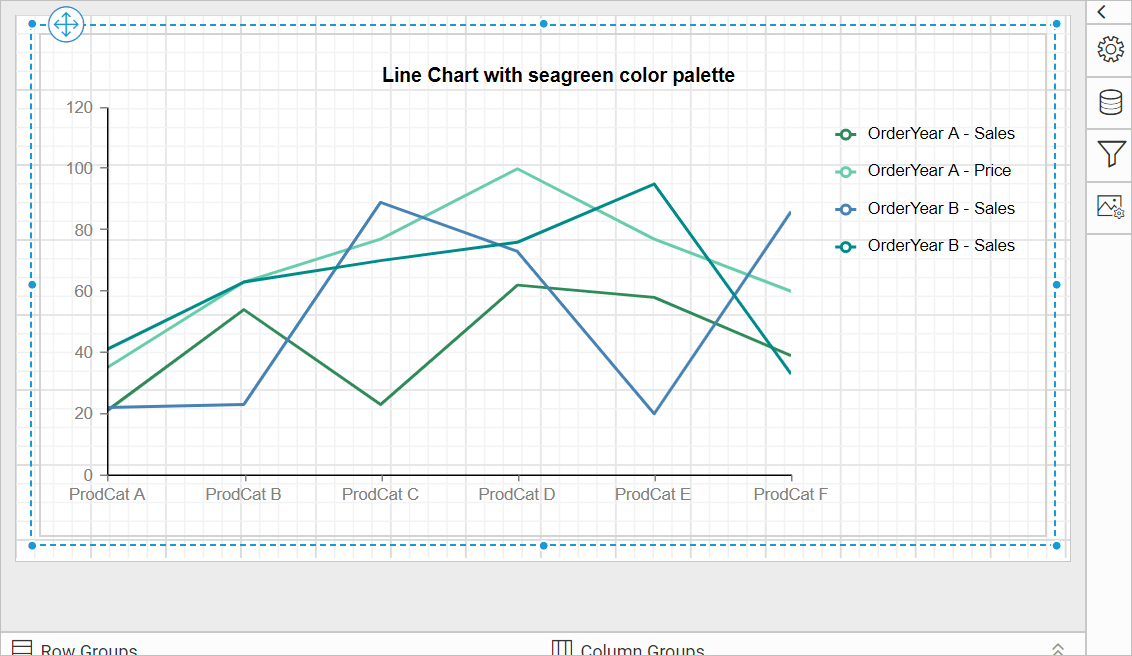 Line Chart with seagreen color palette
120
100
80
60
40
20
0
ProdCat A ProdCat B ProdCat C ProdCat D ProdCat E ProdCat F
OrderYear A - Sales
OrderYear A - Price
OrderYear B - Sales
OrderYear B - Sales
Row Groups
Column Groups